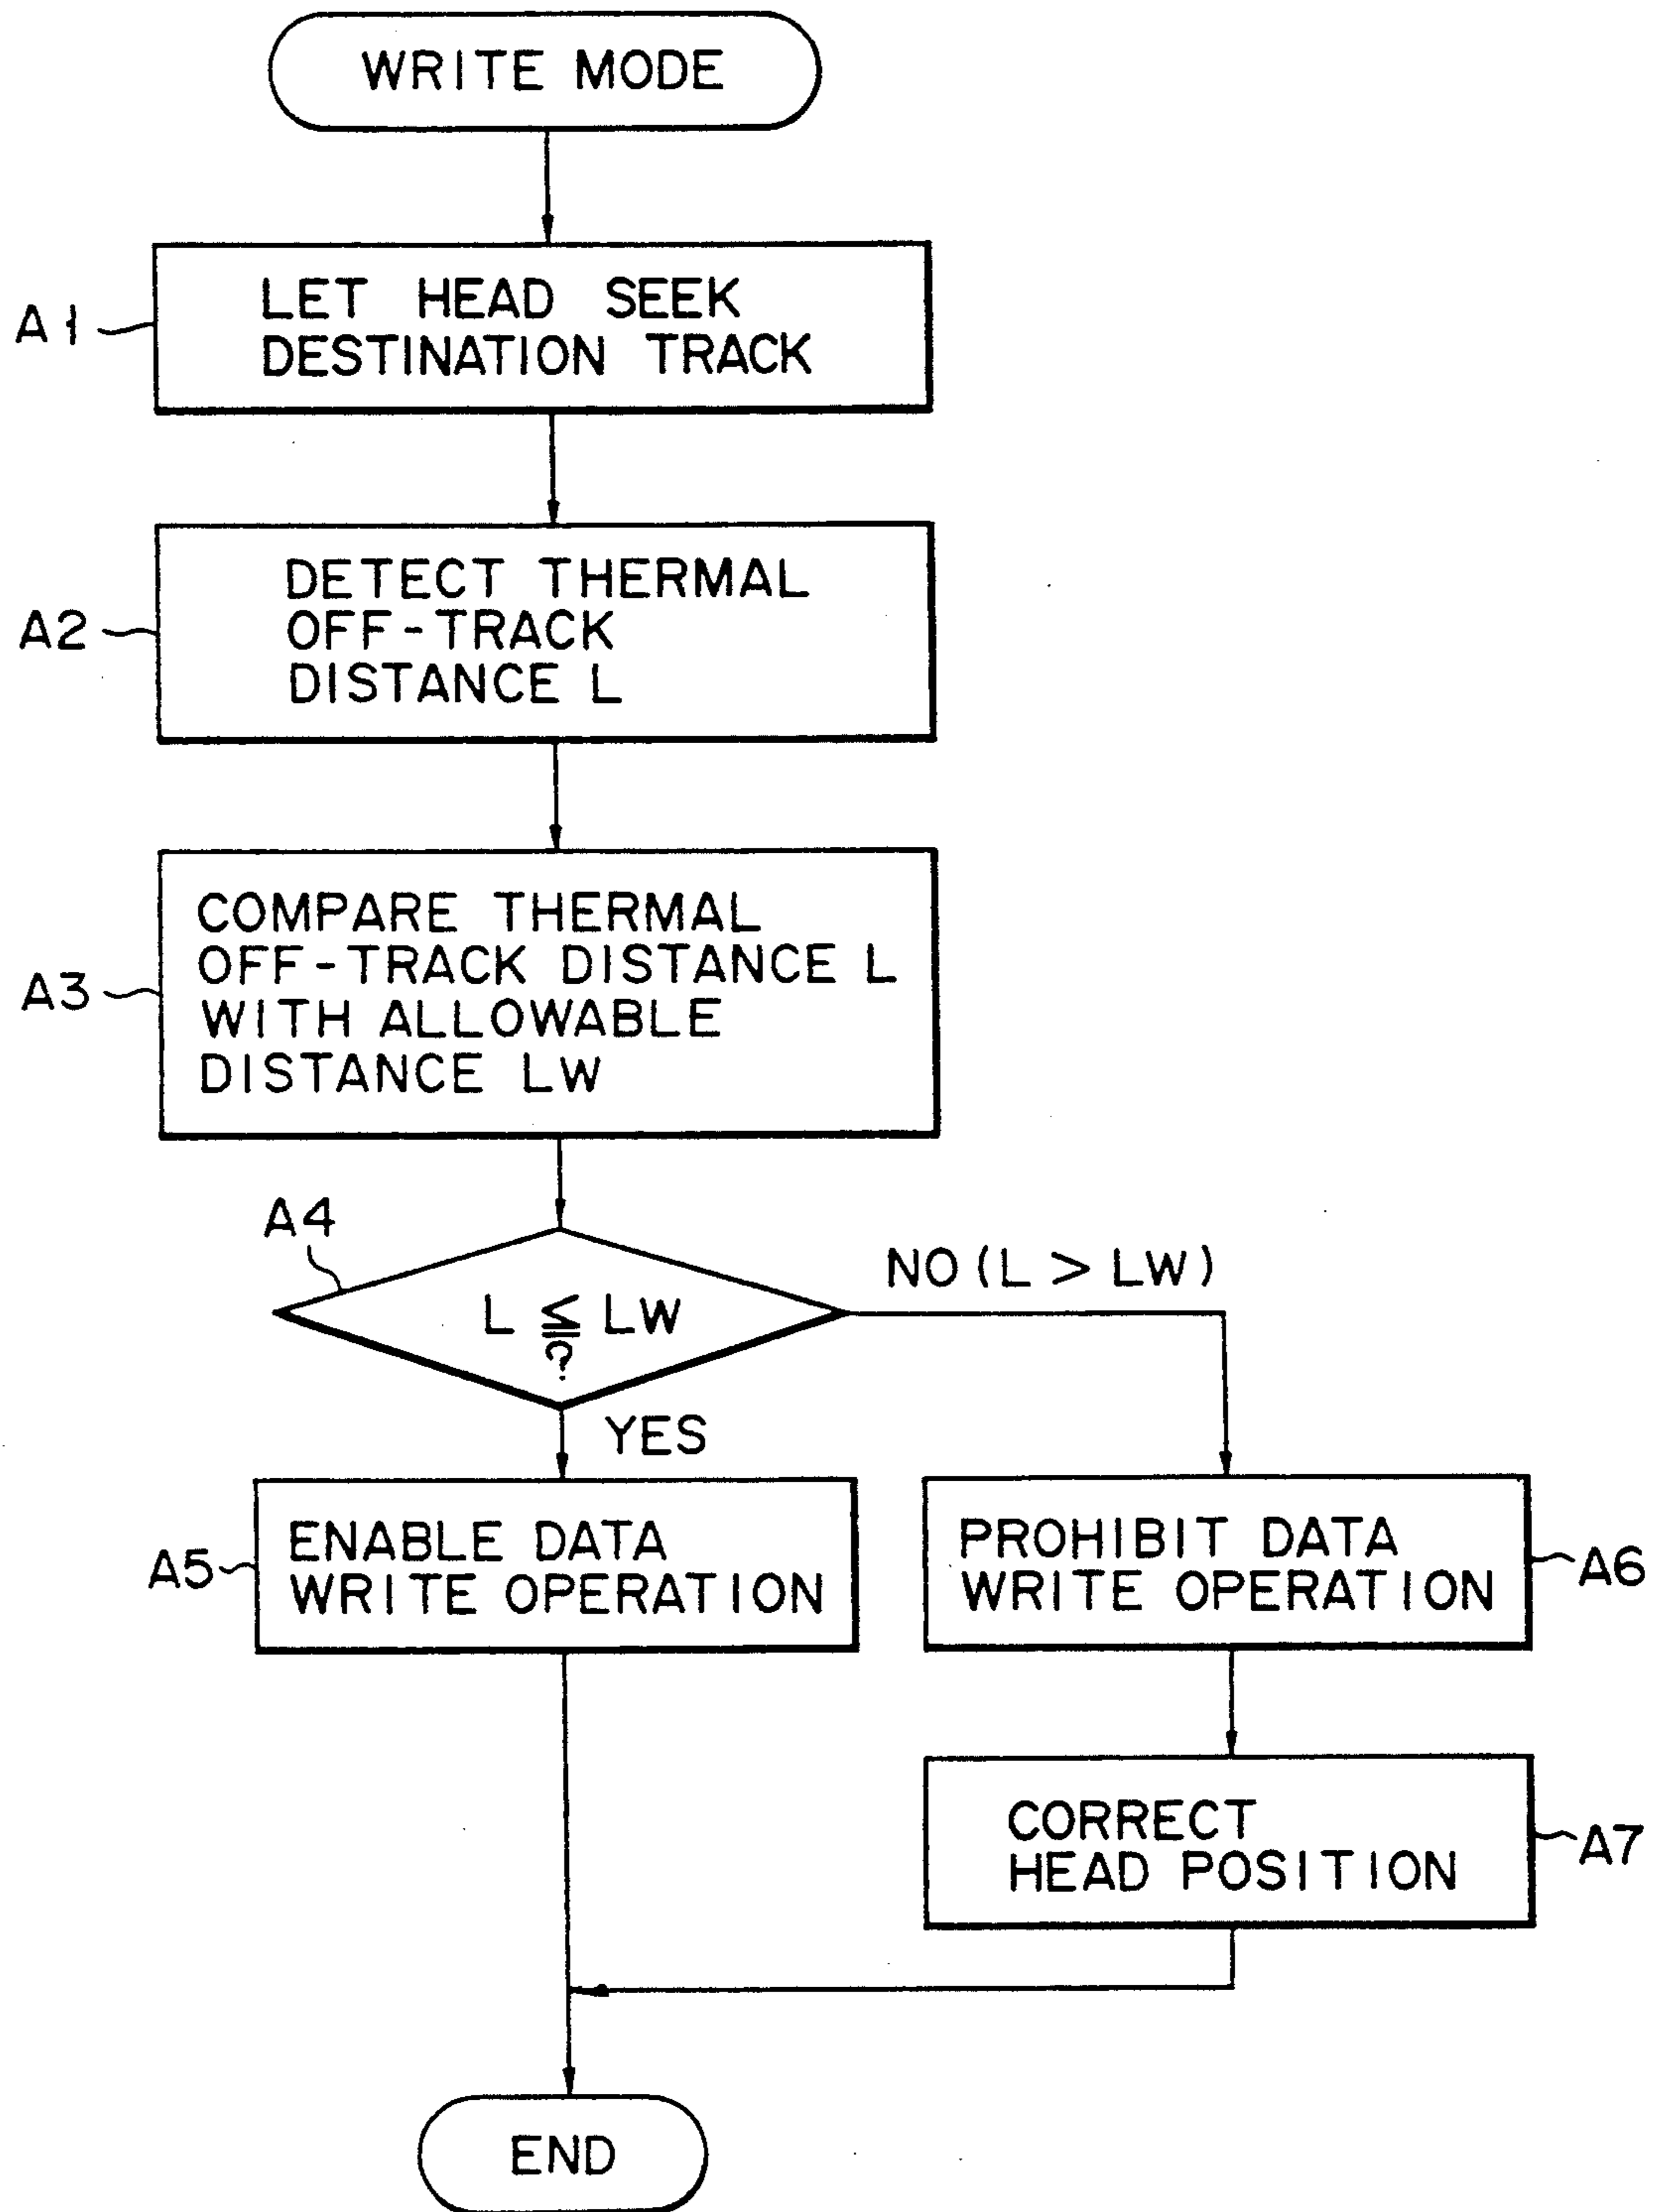 WRITE MODE
A1
LET HEAD SEEK
DESTINATION TRACK
A2
DETECT THERMAL
OFF-TRACK
DISTANCE L
A3
COMPARE THERMAL
OFF-TRACK DISTANCE L
WITH ALLOWABLE
DISTANCE LW
A4
L ≦ LW
?
NO (L > LW)
YES
A5
ENABLE DATA
WRITE OPERATION
PROHIBIT DATA
WRITE OPERATION
A6
CORRECT
HEAD POSITION
A7
END